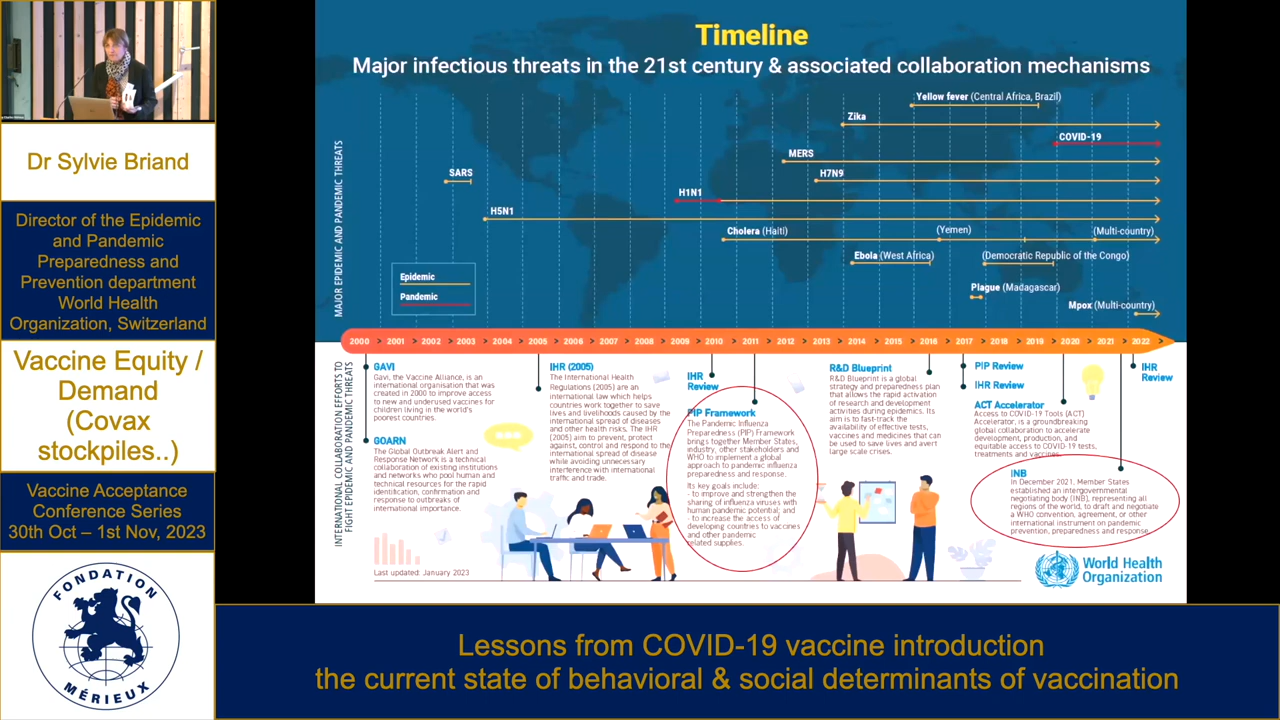 Dr Sylvie Briand
Director of the Epidemic
and Pandemic
Preparedness and
Prevention department
World Health
Organization, Switzerland
Vaccine Equity /
Demand
(Covax
stockpiles..)
Vaccine Acceptance
Conference Series
30th Oct – 1st Nov, 2023
FONDATION
MÉRIEUX
Timeline
Major infectious threats in the 21st century & associated collaboration mechanisms
MAJOR EPIDEMIC AND PANDEMIC THREATS
Yellow fever (Central Africa, Brazil)
Zika
COVID-19
MERS
SARS
H7N9
H1N1
H5N1
Cholera (Haiti)
(Yemen)
(Multi-country)
Ebola (West Africa)
(Democratic Republic of the Congo)
Epidemic
Pandemic
Plague (Madagascar)
Mpox (Multi-country)
2000 > 2001 > 2002 > 2003 > 2004 > 2005 > 2006 > 2007 > 2008 > 2009 > 2010 > 2011 > 2012 > 2013 > 2014 > 2015 > 2016 > 2017 > 2018 > 2019 > 2020 > 2021 > 2022 >
INTERNATIONAL COLLABORATION EFFORTS TO
FIGHT EPIDEMIC AND PANDEMIC THREATS
GAVI
Gavi, the Vaccine Alliance, is an
international organisation that was
created in 2000 to improve access
to new and underused vaccines for
children living in the world's
poorest countries.
GOARN
The Global Outbreak Alert and
Response Network is a technical
collaboration of existing institutions
and networks who pool human and
technical resources for the rapid
identification, confirmation and
response to outbreaks of
international importance.
Last updated: January 2023
IHR (2005)
The International Health
Regulations (2005) are an
international law which helps
countries work together to save
lives and livelihoods caused by the
international spread of diseases
and other health risks. The IHR
(2005) aim to prevent, protect
against, control and respond to the
international spread of disease
while avoiding unnecessary
interference with international
traffic and trade.
IHR
Review
PIP Framework
The Pandemic Influenza
Preparedness (PIP) Framework
brings together Member States,
industry, other stakeholders and
WHO to implement a global
approach to pandemic influenza
preparedness and response.
Its key goals include:
- to improve and strengthen the
sharing of influenza viruses with
human pandemic potential; and
- to increase the access of
developing countries to vaccines
and other pandemic
related supplies.
R&D Blueprint
R&D Blueprint is a global
strategy and preparedness plan
that allows the rapid activation
of research and development
activities during epidemics. Its
aim is to fast-track the
availability of effective tests,
vaccines and medicines that can
be used to save lives and avert
large scale crises.
PIP Review
IHR Review
ACT Accelerator
Access to COVID-19 Tools (ACT)
Accelerator, is a groundbreaking
global collaboration to accelerate
development, production, and
equitable access to COVID-19 tests,
treatments and vaccines.
IHR
Review
INB
In December 2021, Member States
established an intergovernmental
negotiating body (INB), representing all
regions of the world, to draft and negotiate
a WHO convention, agreement, or other
international instrument on pandemic
prevention, preparedness and response.
World Health
Organization
Lessons from COVID-19 vaccine introduction
the current state of behavioral & social determinants of vaccination